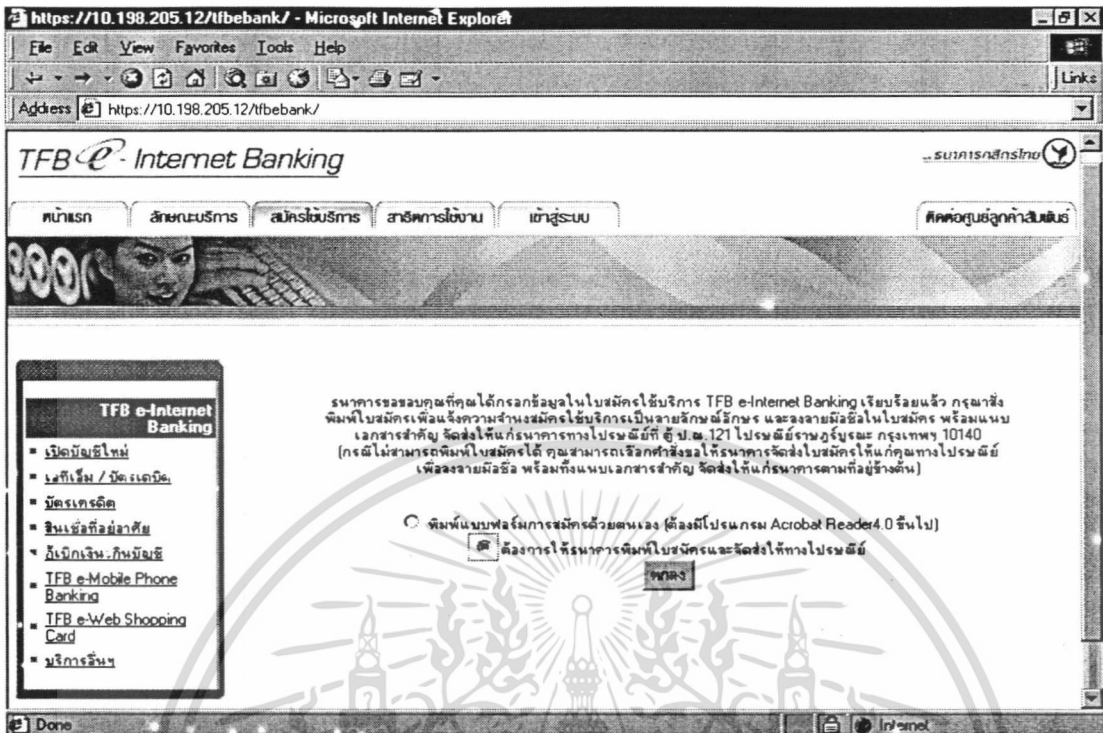 https://10.198.205.12/tfbebank/ - Microsoft Internet Explorer
File Edit View Favorites Tools Help
Links
Address https://10.198.205.12/tfbebank/
TFB e - Internet Banking
...ธนาคารกสิกรไทย
หน้าแรก ลักษณะบริการ สมัครใช้บริการ สาธิตการใช้งาน เข้าสู่ระบบ ติดต่อศูนย์ลูกค้าสัมพันธ์
TFB e-Internet
Banking
เปิดบัญชีใหม่
เอทีเอ็ม / บัตรเดบิต
บัตรเครดิต
สินเชื่อที่อยู่อาศัย
กู้เบิกเงินเกินบัญชี
TFB e-Mobile Phone
Banking
TFB e-Web Shopping
Card
บริการอื่นๆ
ธนาคารขอขอบคุณที่คุณได้กรอกข้อมูลในใบสมัครใช้บริการ TFB e-Internet Banking เรียบร้อยแล้ว กรุณาสั่ง
พิมพ์ใบสมัครเพื่อแจ้งความจำนงสมัครใช้บริการเป็นลายลักษณ์อักษร และลงลายมือชื่อในใบสมัคร พร้อมแนบ
เอกสารสำคัญ จัดส่งให้แก่ธนาคารทางไปรษณีย์ที่ ตู้ ป.ณ.121 ไปรษณีย์ราษฎร์บูรณะ กรุงเทพฯ 10140
(กรณีไม่สามารถพิมพ์ใบสมัครได้ คุณสามารถเลือกคำสั่งขอให้ธนาคารจัดส่งใบสมัครให้แก่คุณทางไปรษณีย์
เพื่อลงลายมือชื่อ พร้อมทั้งแนบเอกสารสำคัญ จัดส่งให้แก่ธนาคารตามที่อยู่ข้างต้น)
พิมพ์แบบฟอร์มการสมัครด้วยตนเอง (ต้องมีโปรแกรม Acrobat Reader4.0 ขึ้นไป)
ต้องการให้ธนาคารพิมพ์ใบสมัครและจัดส่งให้ทางไปรษณีย์
ตกลง
Done
Internet